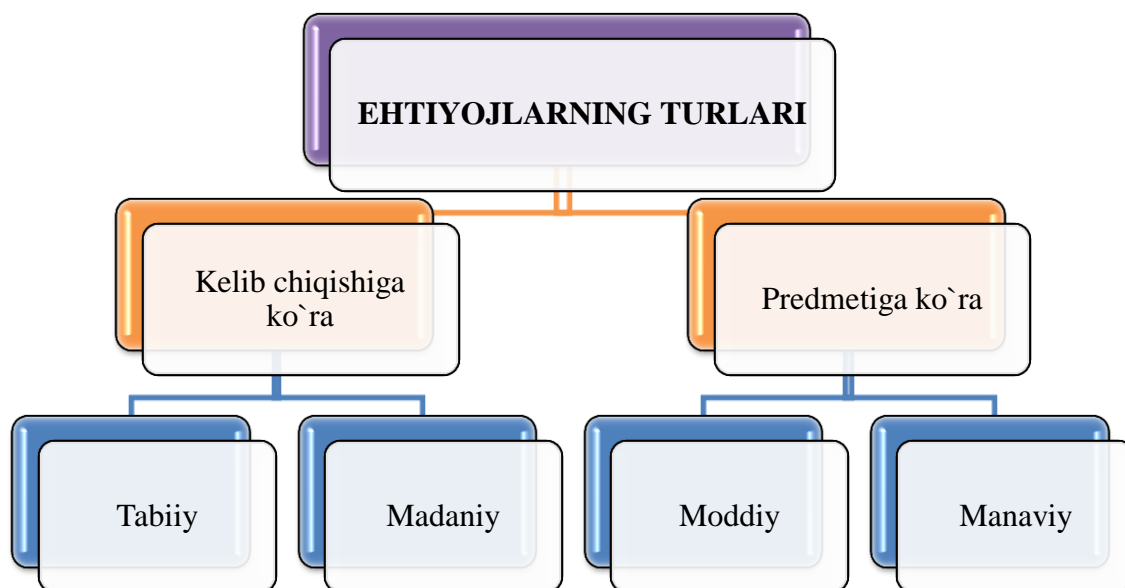 EHTIYOJLARNING TURLARI
Kelib chiqishiga
ko`ra
Predmetiga ko`ra
Tabiiy
Madaniy
Moddiy
Manaviy